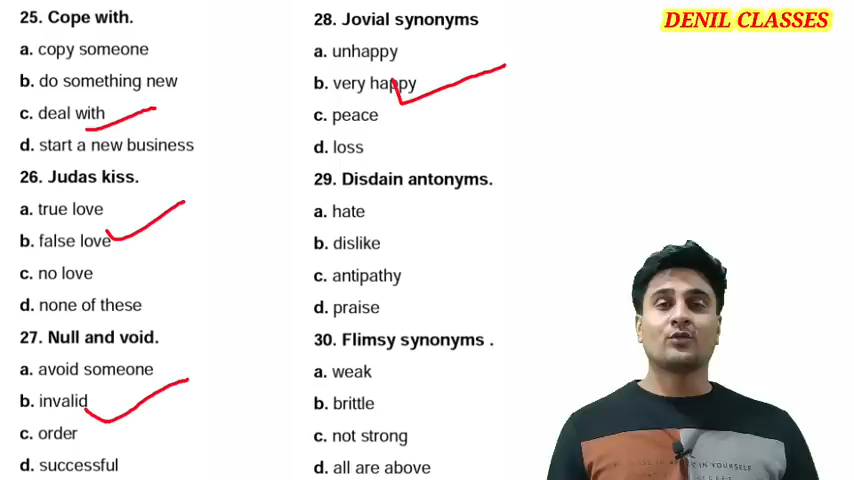 25. Cope with.
a. copy someone
b. do something new
c. deal with
d. start a new business
26. Judas kiss.
a. true love
b. false love
c. no love
d. none of these
27. Null and void.
a. avoid someone
b. invalid
c. order
d. successful
28. Jovial synonyms
a. unhappy
b. very happy
c. peace
d. loss
29. Disdain antonyms.
a. hate
b. dislike
c. antipathy
d. praise
30. Flimsy synonyms .
a. weak
b. brittle
c. not strong
d. all are above
DENIL CLASSES